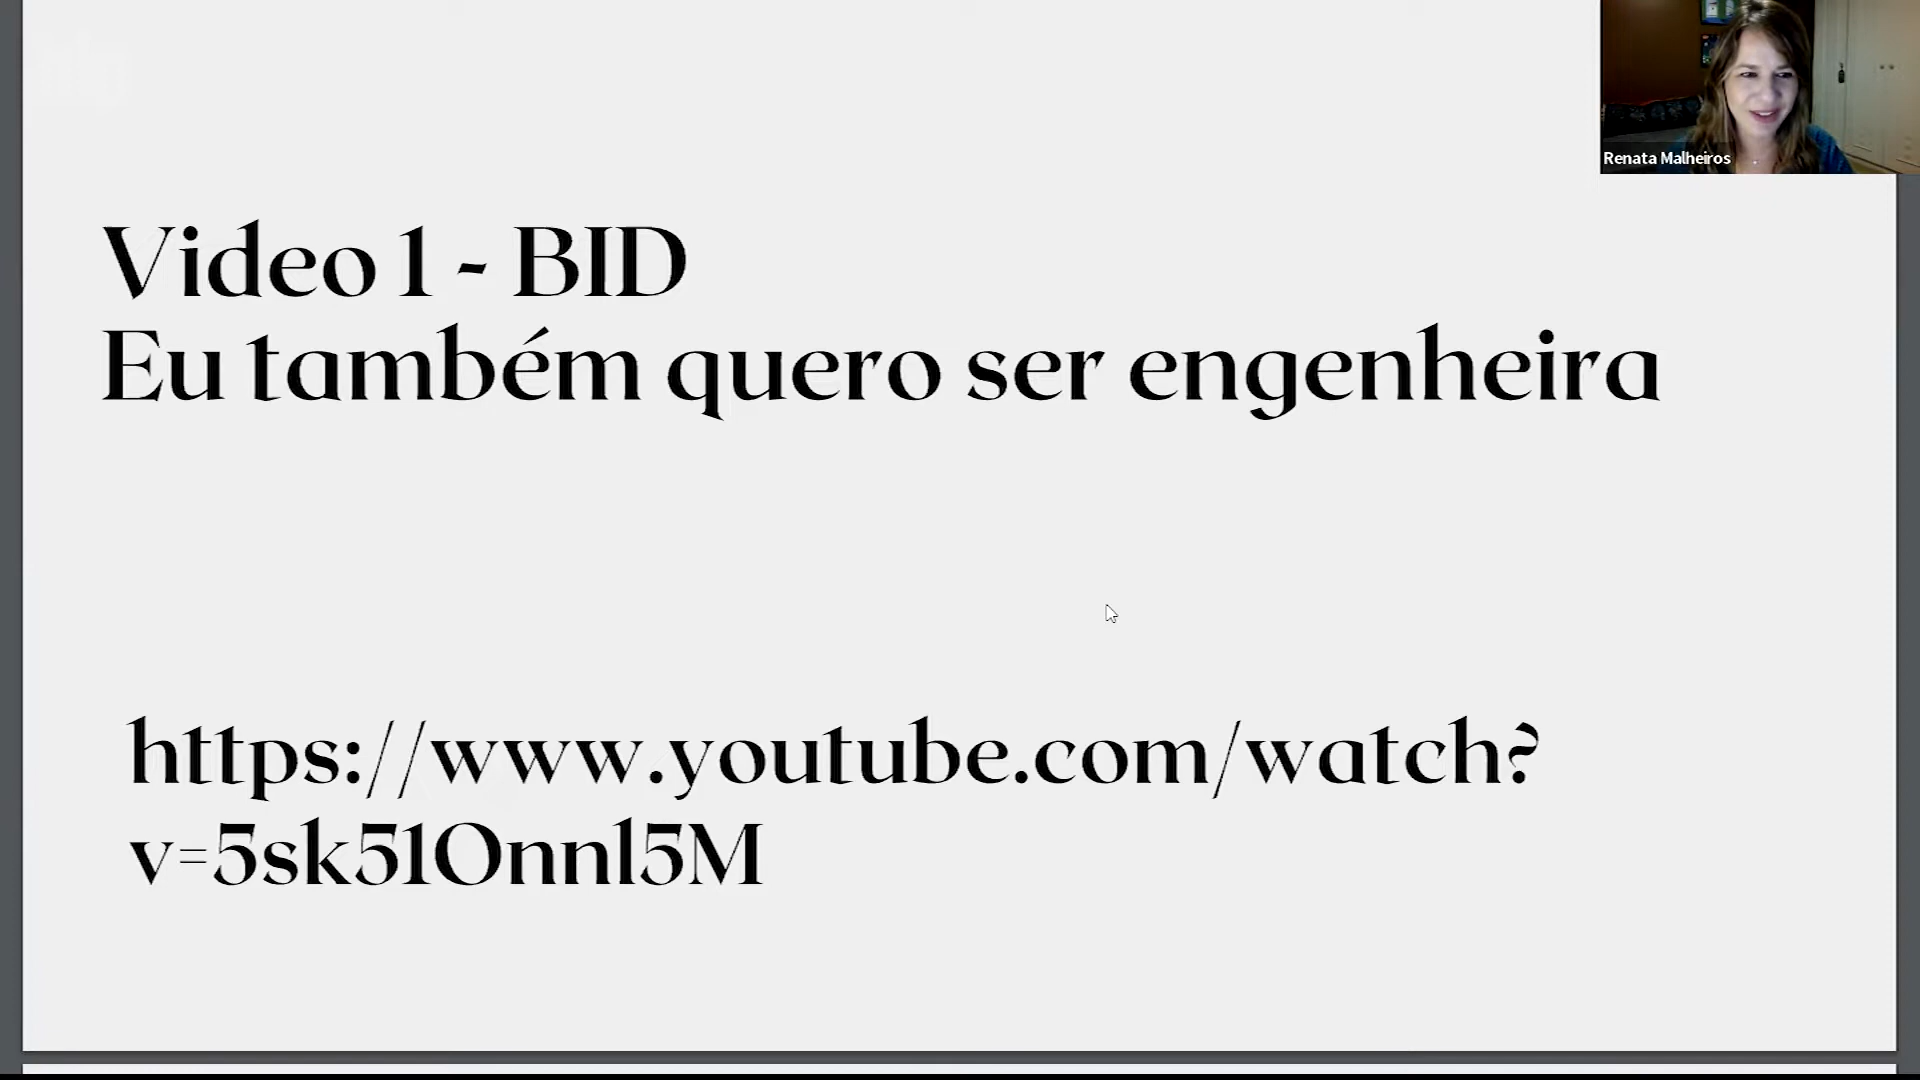 Renata Malheiros
Video 1 - BID
Eu também quero ser engenheira
https://www.youtube.com/watch?
v=5sk51Onnl5M